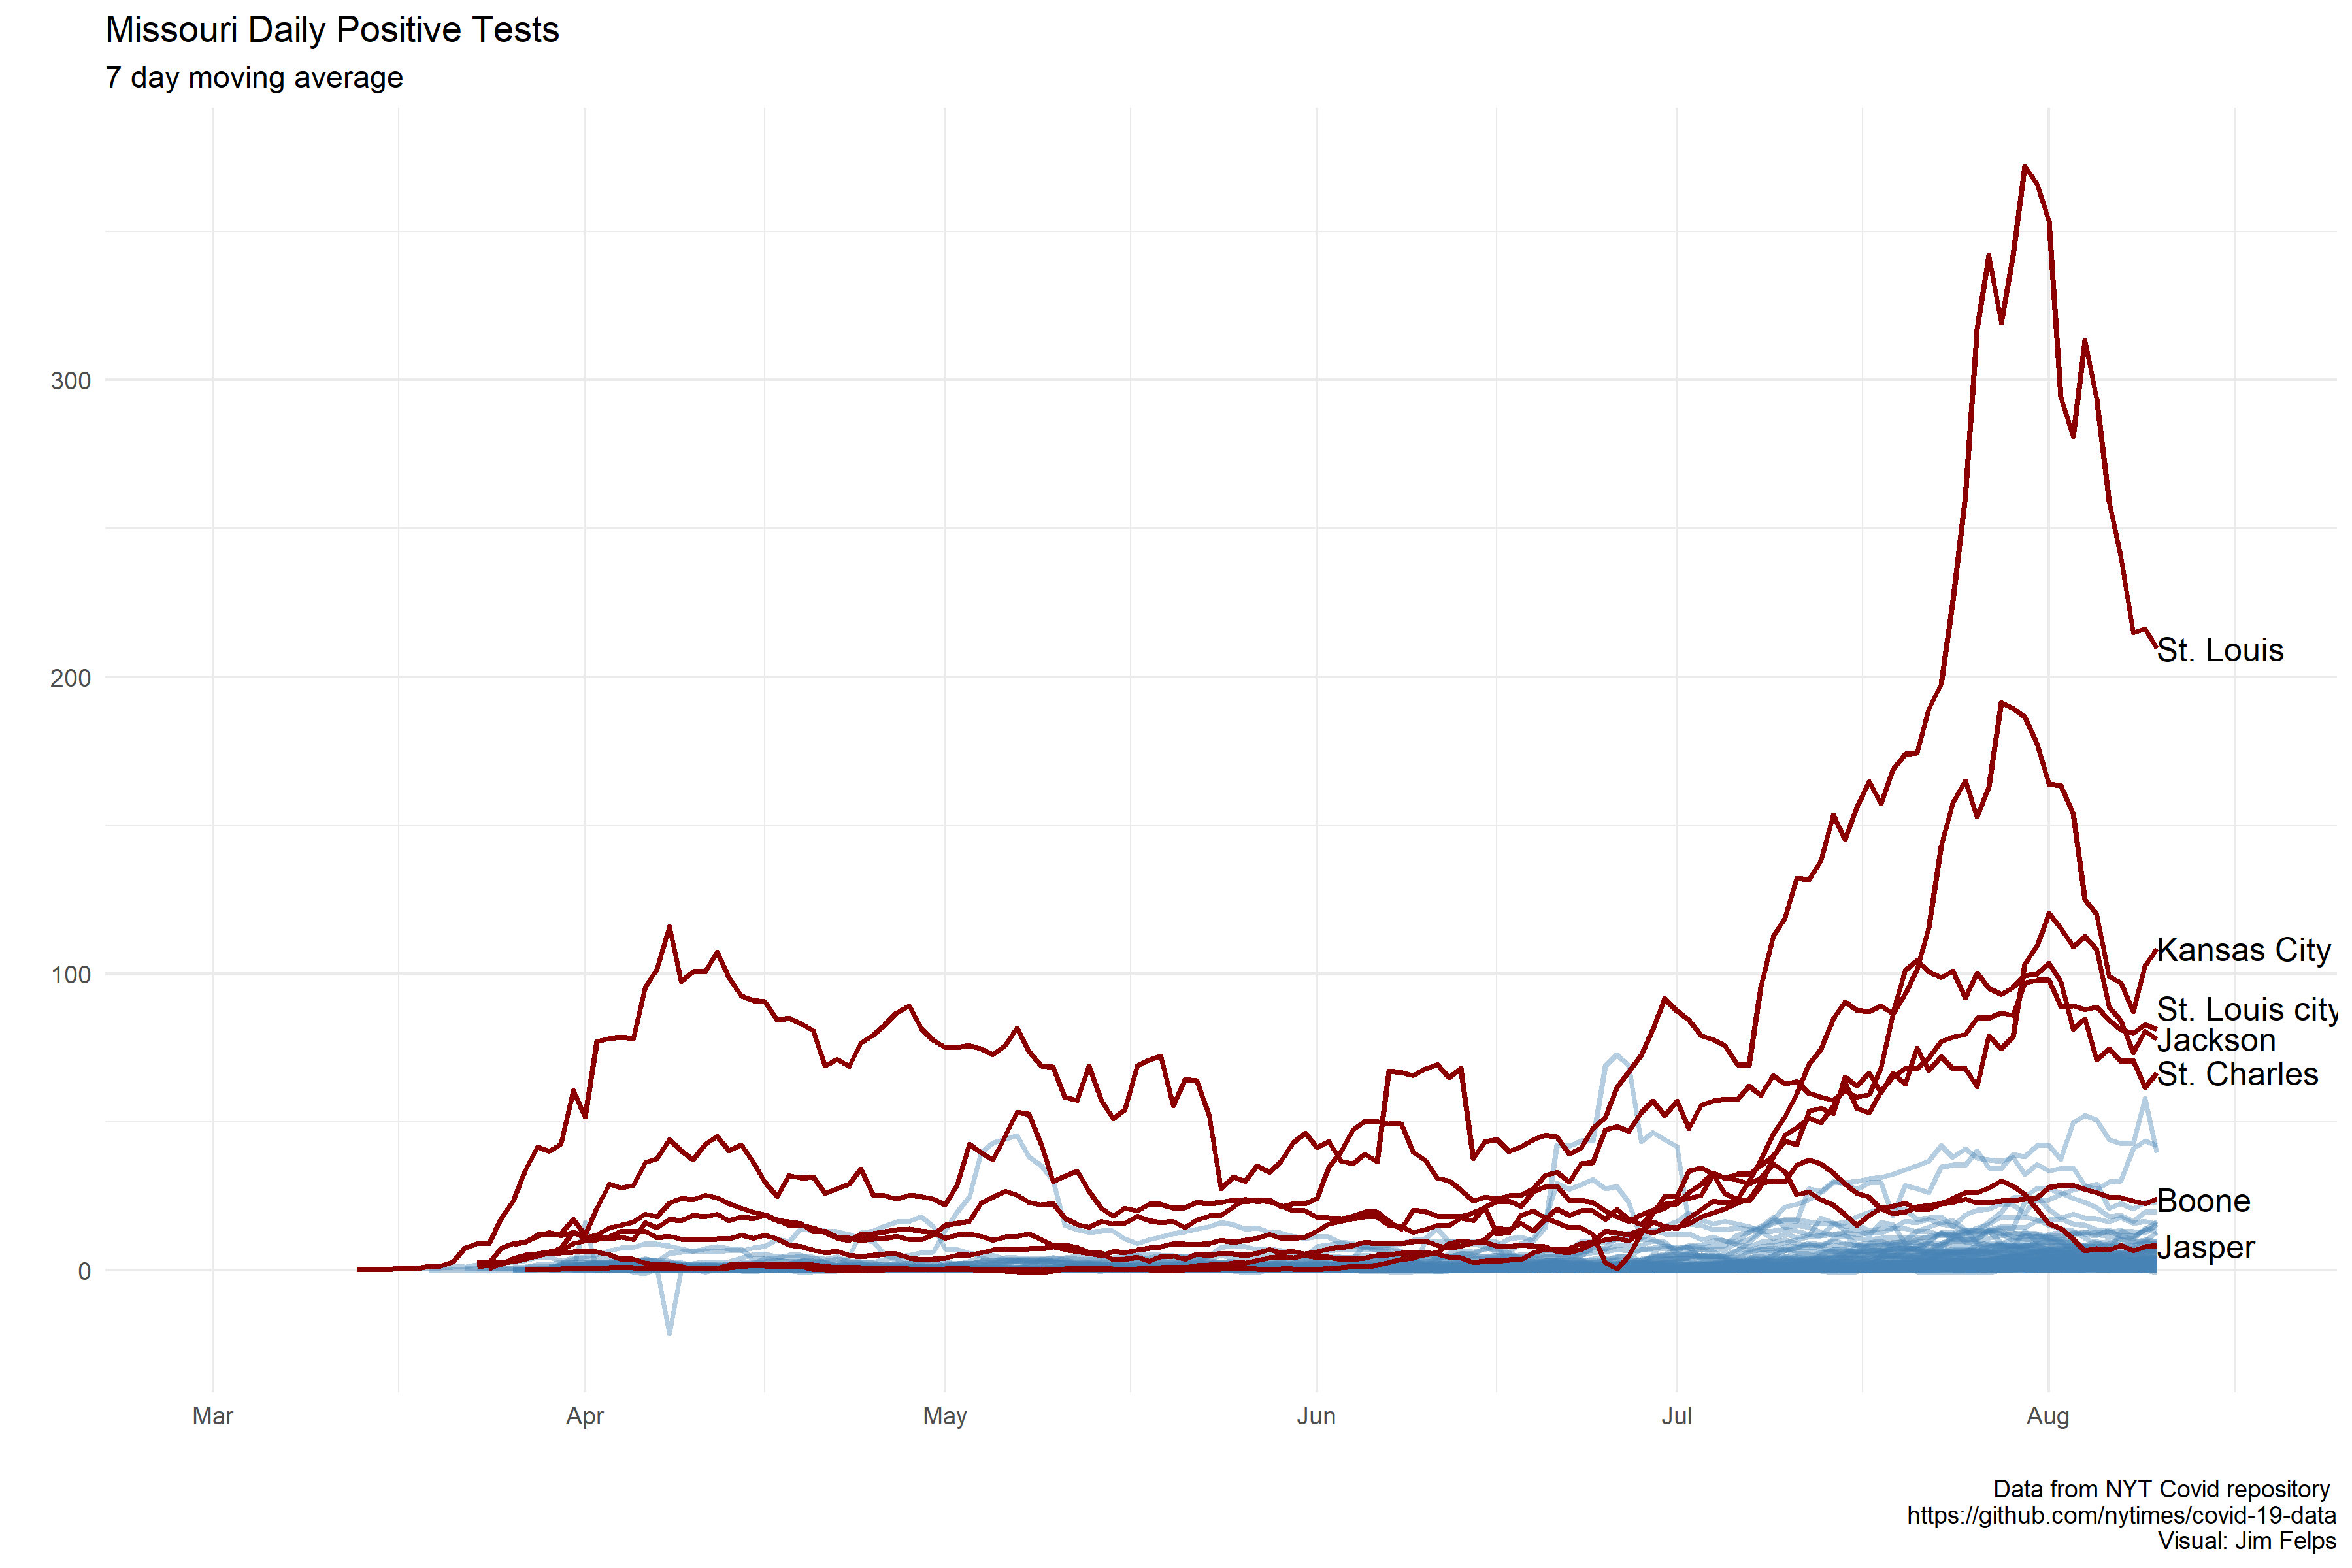 Missouri Daily Positive Tests
7 day moving average
300
200
100
0
St. Louis
Kansas City
St. Louis city
Jackson
St. Charles
Boone
Jasper
Mar
Apr
May
Jun
Jul
Aug
Data from NYT Covid repository
https://github.com/nytimes/covid-19-data
Visual: Jim Felps